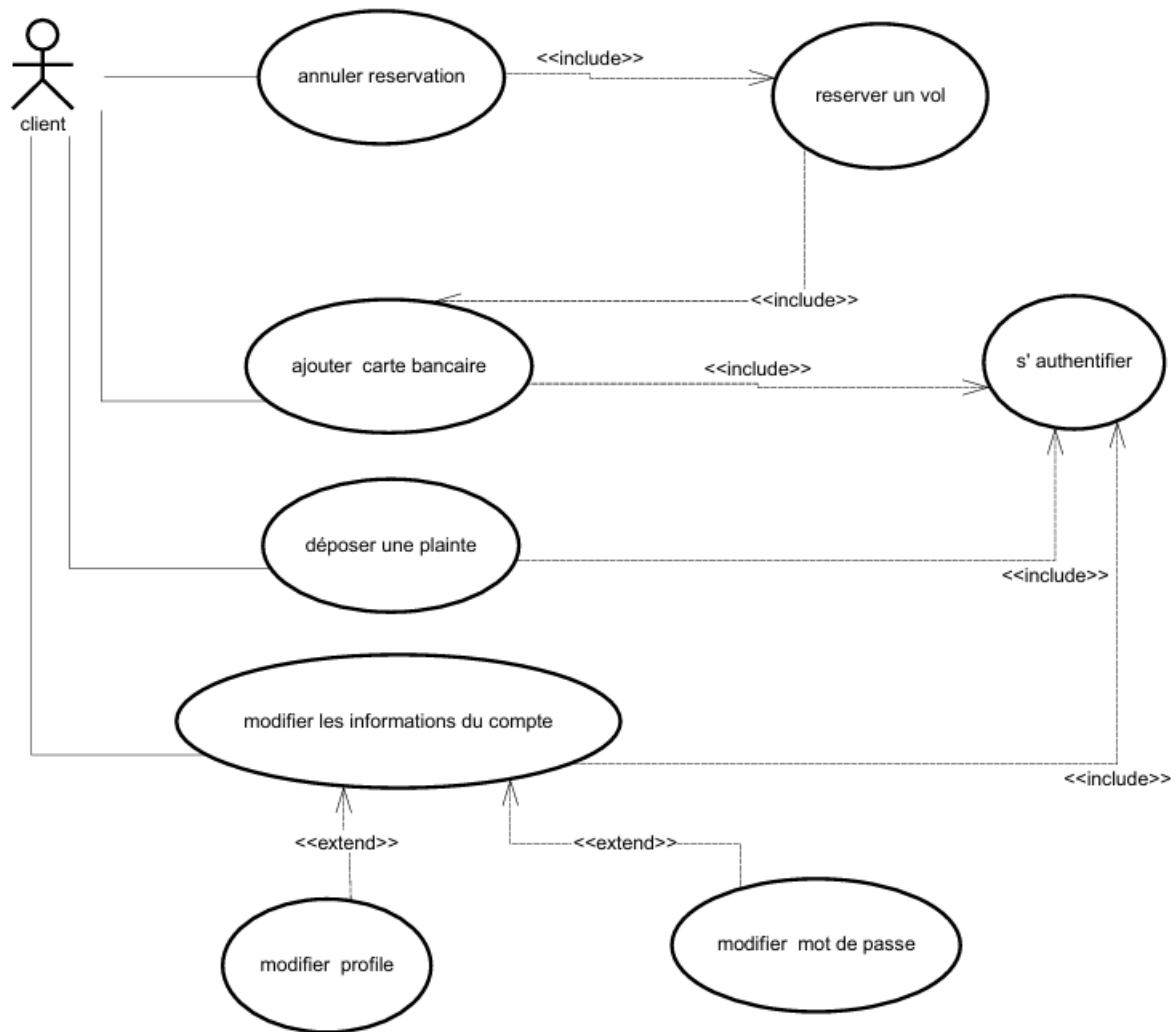 <<include>>
annuler reservation
reserver un vol
client
<<include>>
ajouter  carte bancaire
<<include>>
s' authentifier
déposer une plainte
<<include>>
modifier les informations du compte
<<include>>
<<extend>>
<<extend>>
modifier  profile
modifier  mot de passe